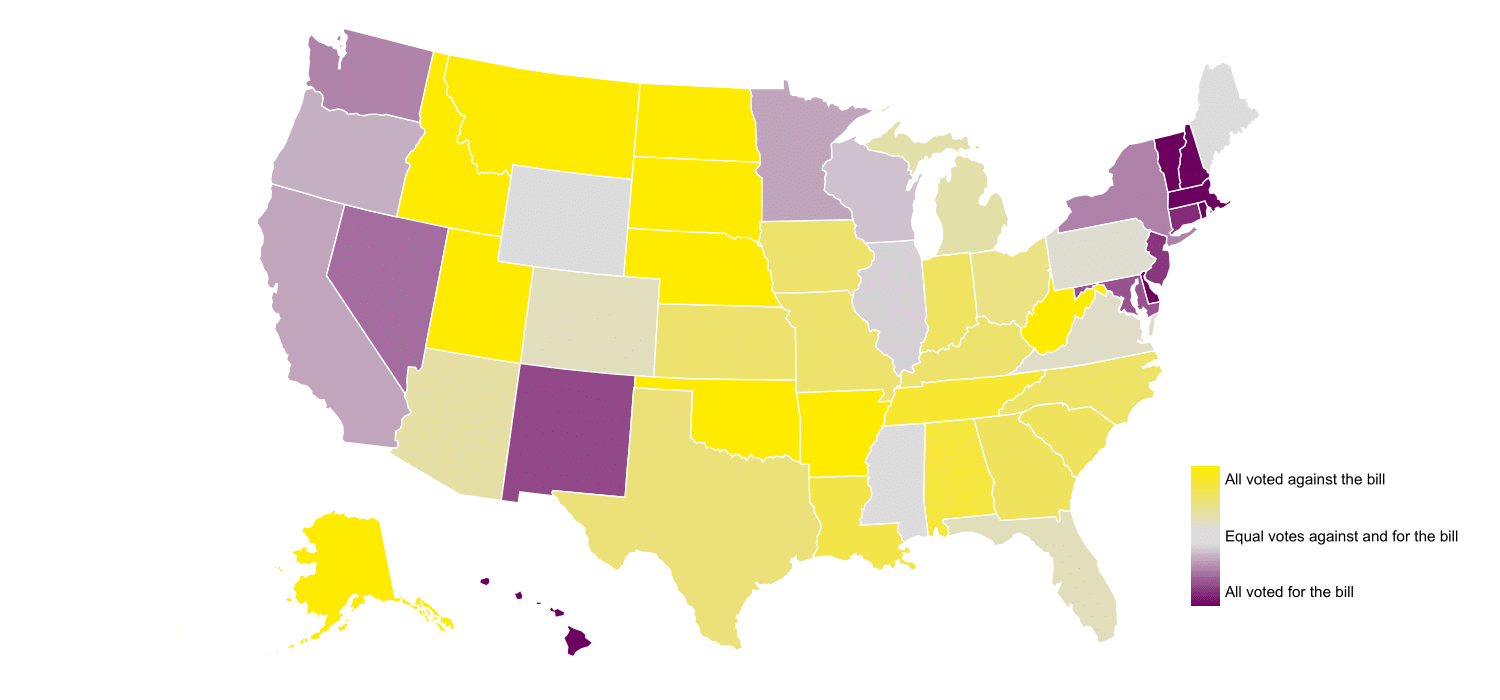 All voted against the bill
Equal votes against and for the bill
All voted for the bill